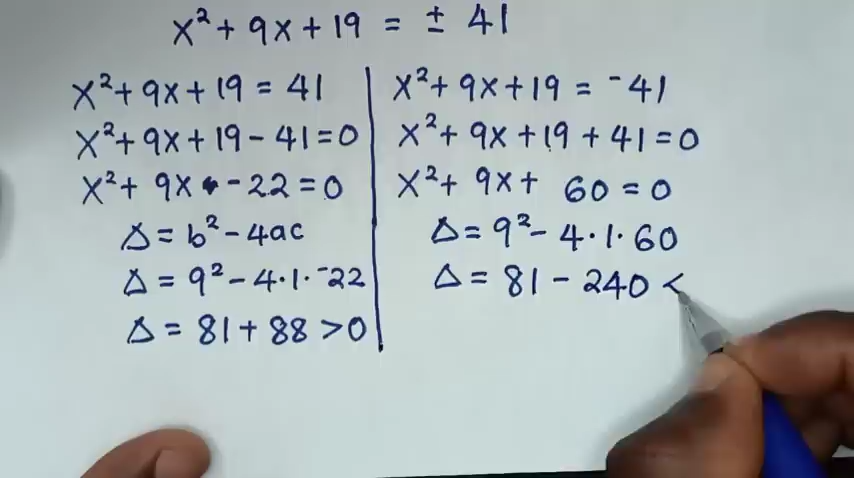 x² + 9x + 19 = ± 41
x² + 9x + 19 = 41
x² + 9x + 19 - 41 = 0
x² + 9x - 22 = 0
Δ = b² - 4ac
Δ = 9² - 4·1·⁻22
Δ = 81 + 88 > 0
x² + 9x + 19 = ⁻41
x² + 9x + 19 + 41 = 0
x² + 9x + 60 = 0
Δ = 9² - 4·1·60
Δ = 81 - 240 <